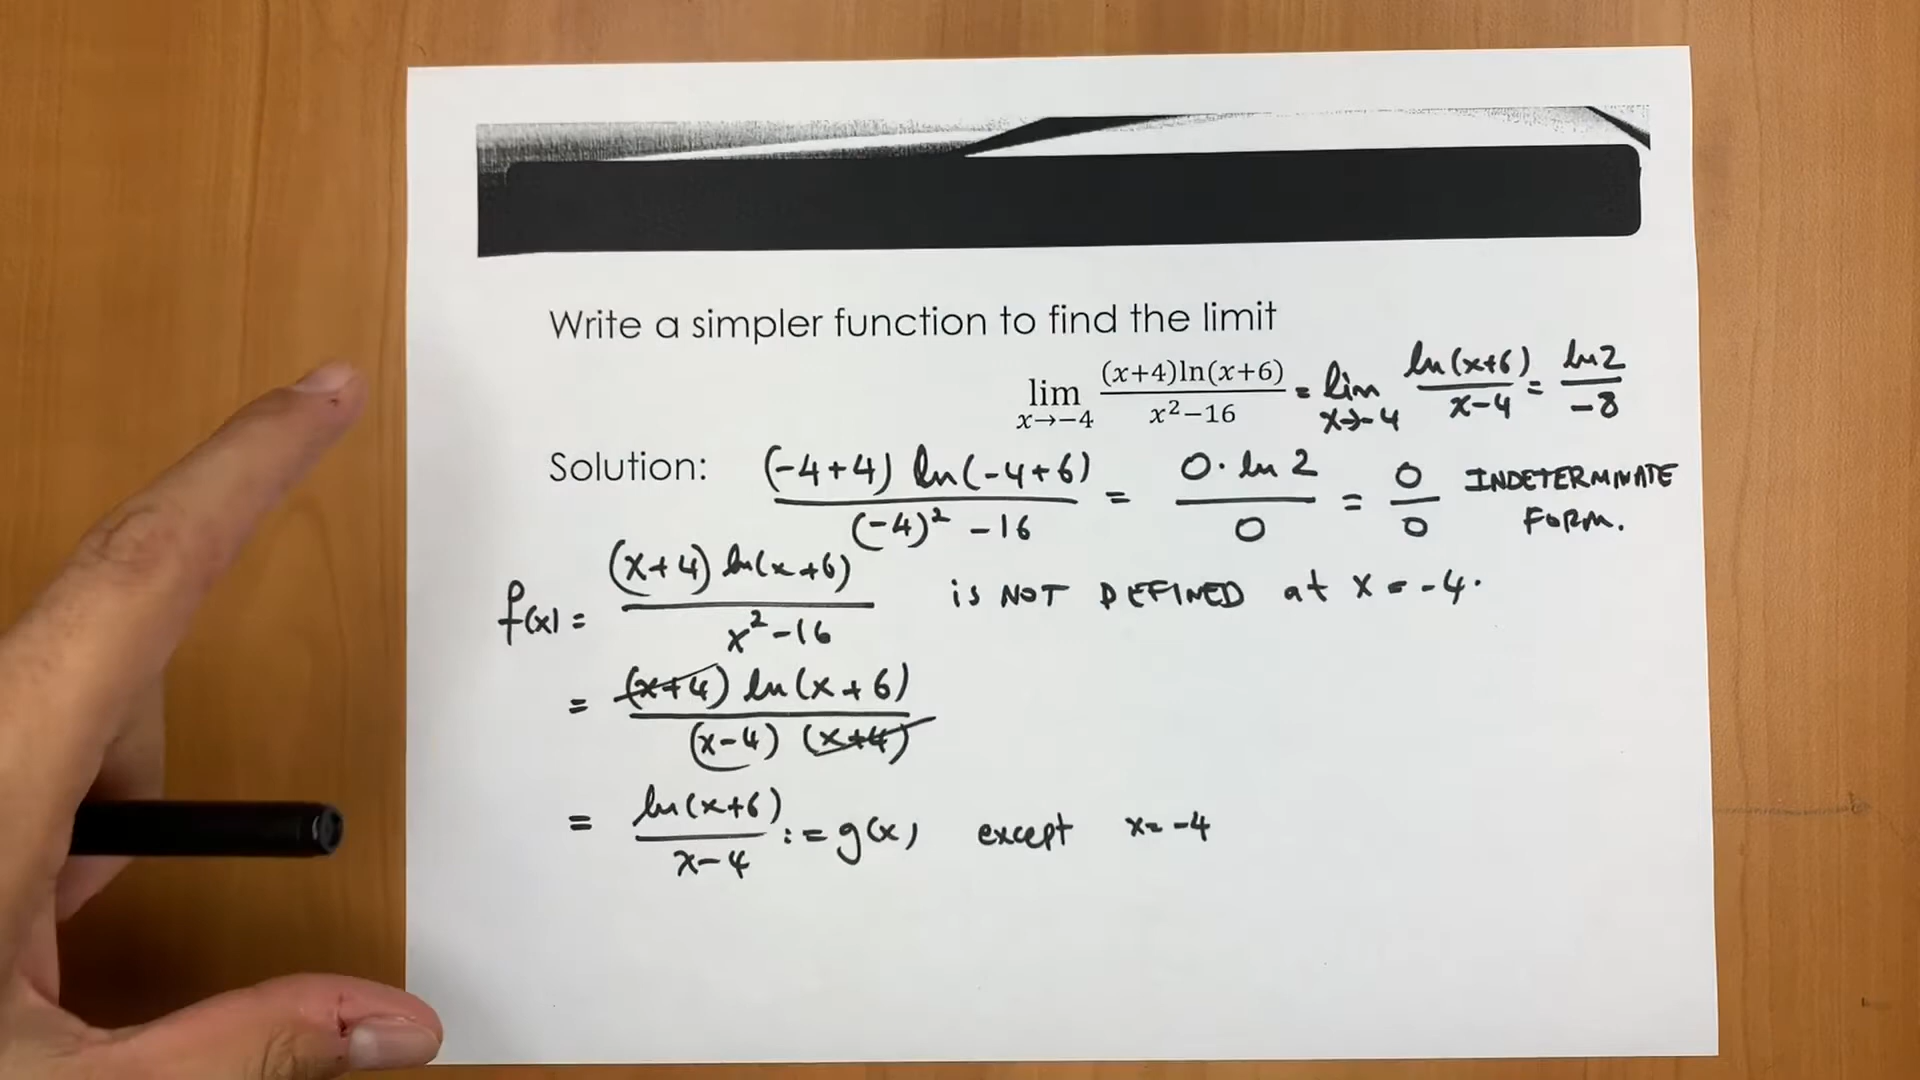 Write a simpler function to find the limit
lim x→-4 (x+4)ln(x+6) / x²-16 = lim x→-4 ln(x+6) / x-4 = ln2 / -8
Solution: (-4+4) ln(-4+6) / (-4)² -16 = 0·ln 2 / 0 = 0 / 0 INDETERMINATE FORM.
f(x) = (x+4) ln(x+6) / x²-16 is NOT DEFINED at x = -4.
= (x+4) ln(x+6) / (x-4) (x+4)
= ln(x+6) / x-4 := g(x) except x = -4